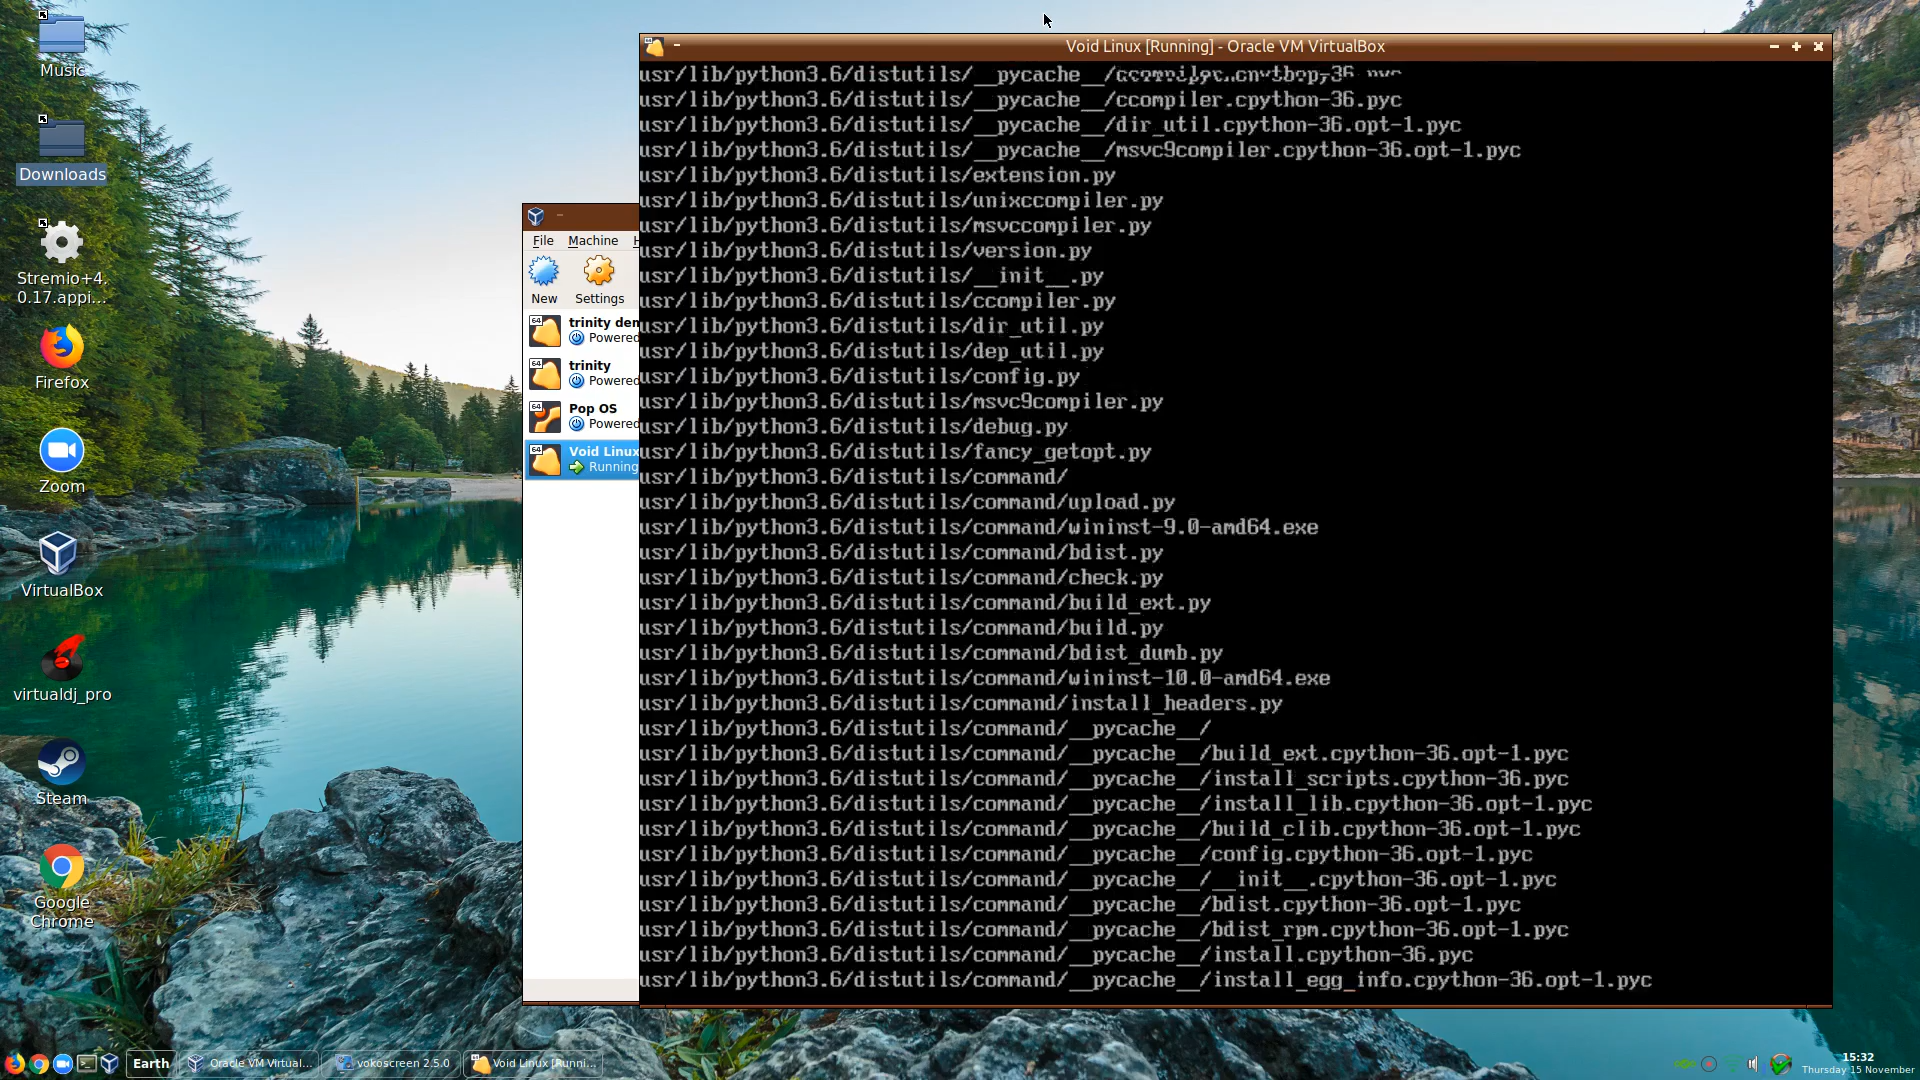 Music
Downloads
Stremio+4.
0.17.appi...
Firefox
Zoom
VirtualBox
virtualdj_pro
Steam
Google
Chrome
File Machine
New Settings
64
trinity den
Powered
64
trinity
Powered
64
Pop OS
Powered
64
Void Linux
Running
Void Linux [Running] - Oracle VM VirtualBox
usr/lib/python3.6/distutils/__pycache__/
usr/lib/python3.6/distutils/__pycache__/ccompiler.cpython-36.pyc
usr/lib/python3.6/distutils/__pycache__/dir_util.cpython-36.opt-1.pyc
usr/lib/python3.6/distutils/__pycache__/msvc9compiler.cpython-36.opt-1.pyc
usr/lib/python3.6/distutils/extension.py
usr/lib/python3.6/distutils/unixccompiler.py
usr/lib/python3.6/distutils/msvccompiler.py
usr/lib/python3.6/distutils/version.py
usr/lib/python3.6/distutils/__init__.py
usr/lib/python3.6/distutils/ccompiler.py
usr/lib/python3.6/distutils/dir_util.py
usr/lib/python3.6/distutils/dep_util.py
usr/lib/python3.6/distutils/config.py
usr/lib/python3.6/distutils/msvc9compiler.py
usr/lib/python3.6/distutils/debug.py
usr/lib/python3.6/distutils/fancy_getopt.py
usr/lib/python3.6/distutils/command/
usr/lib/python3.6/distutils/command/upload.py
usr/lib/python3.6/distutils/command/wininst-9.0-amd64.exe
usr/lib/python3.6/distutils/command/bdist.py
usr/lib/python3.6/distutils/command/check.py
usr/lib/python3.6/distutils/command/build_ext.py
usr/lib/python3.6/distutils/command/build.py
usr/lib/python3.6/distutils/command/bdist_dumb.py
usr/lib/python3.6/distutils/command/wininst-10.0-amd64.exe
usr/lib/python3.6/distutils/command/install_headers.py
usr/lib/python3.6/distutils/command/__pycache__/
usr/lib/python3.6/distutils/command/__pycache__/build_ext.cpython-36.opt-1.pyc
usr/lib/python3.6/distutils/command/__pycache__/install_scripts.cpython-36.pyc
usr/lib/python3.6/distutils/command/__pycache__/install_lib.cpython-36.opt-1.pyc
usr/lib/python3.6/distutils/command/__pycache__/build_clib.cpython-36.opt-1.pyc
usr/lib/python3.6/distutils/command/__pycache__/config.cpython-36.opt-1.pyc
usr/lib/python3.6/distutils/command/__pycache__/__init__.cpython-36.opt-1.pyc
usr/lib/python3.6/distutils/command/__pycache__/bdist.cpython-36.opt-1.pyc
usr/lib/python3.6/distutils/command/__pycache__/bdist_rpm.cpython-36.opt-1.pyc
usr/lib/python3.6/distutils/command/__pycache__/install.cpython-36.pyc
usr/lib/python3.6/distutils/command/__pycache__/install_egg_info.cpython-36.opt-1.pyc
Earth Oracle VM Virtual... vokoscreen 2.5.0 Void Linux [Runni...
15:32
Thursday 15 November